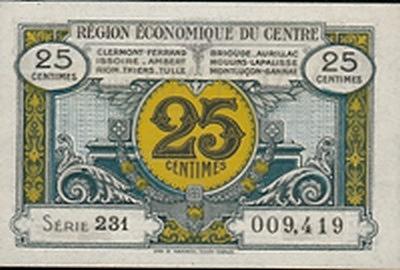 RÉGION ÉCONOMIQUE DU CENTRE
25
CENTIMES
CLERMONT-FERRAND
ISSOIRE, AMBERT
RIOM, THIERS, TULLE
BRIOUDE, AURILLAC
MOULINS-LAPALISSE
MONTLUÇON-GANNAT
25
CENTIMES
25
CENTIMES
SÉRIE 231
009,419